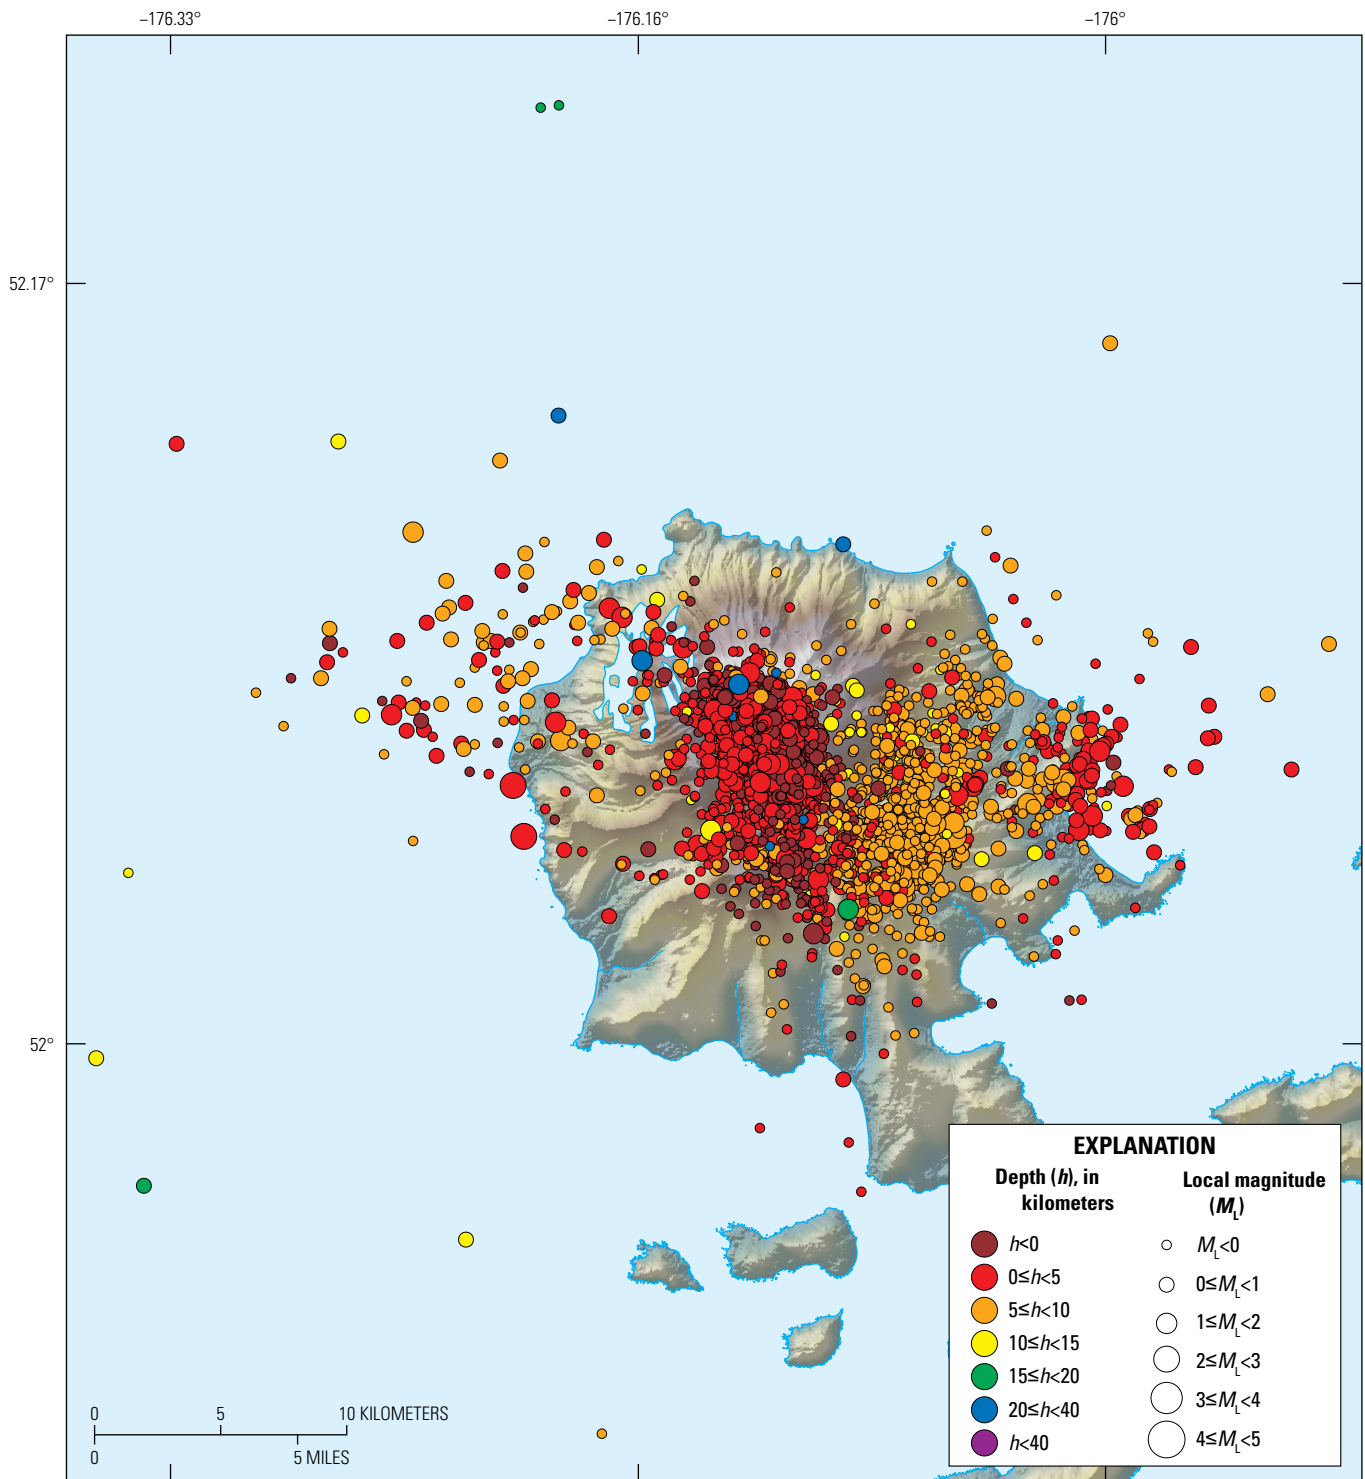 −176.33° −176.16° −176°
52.17°
52°
EXPLANATION
Depth (h), in kilometers
Local magnitude (ML)
h<0
0≤h<5
5≤h<10
10≤h<15
15≤h<20
20≤h<40
h<40
ML<0
0≤ML<1
1≤ML<2
2≤ML<3
3≤ML<4
4≤ML<5
0 5 10 KILOMETERS
0 5 MILES